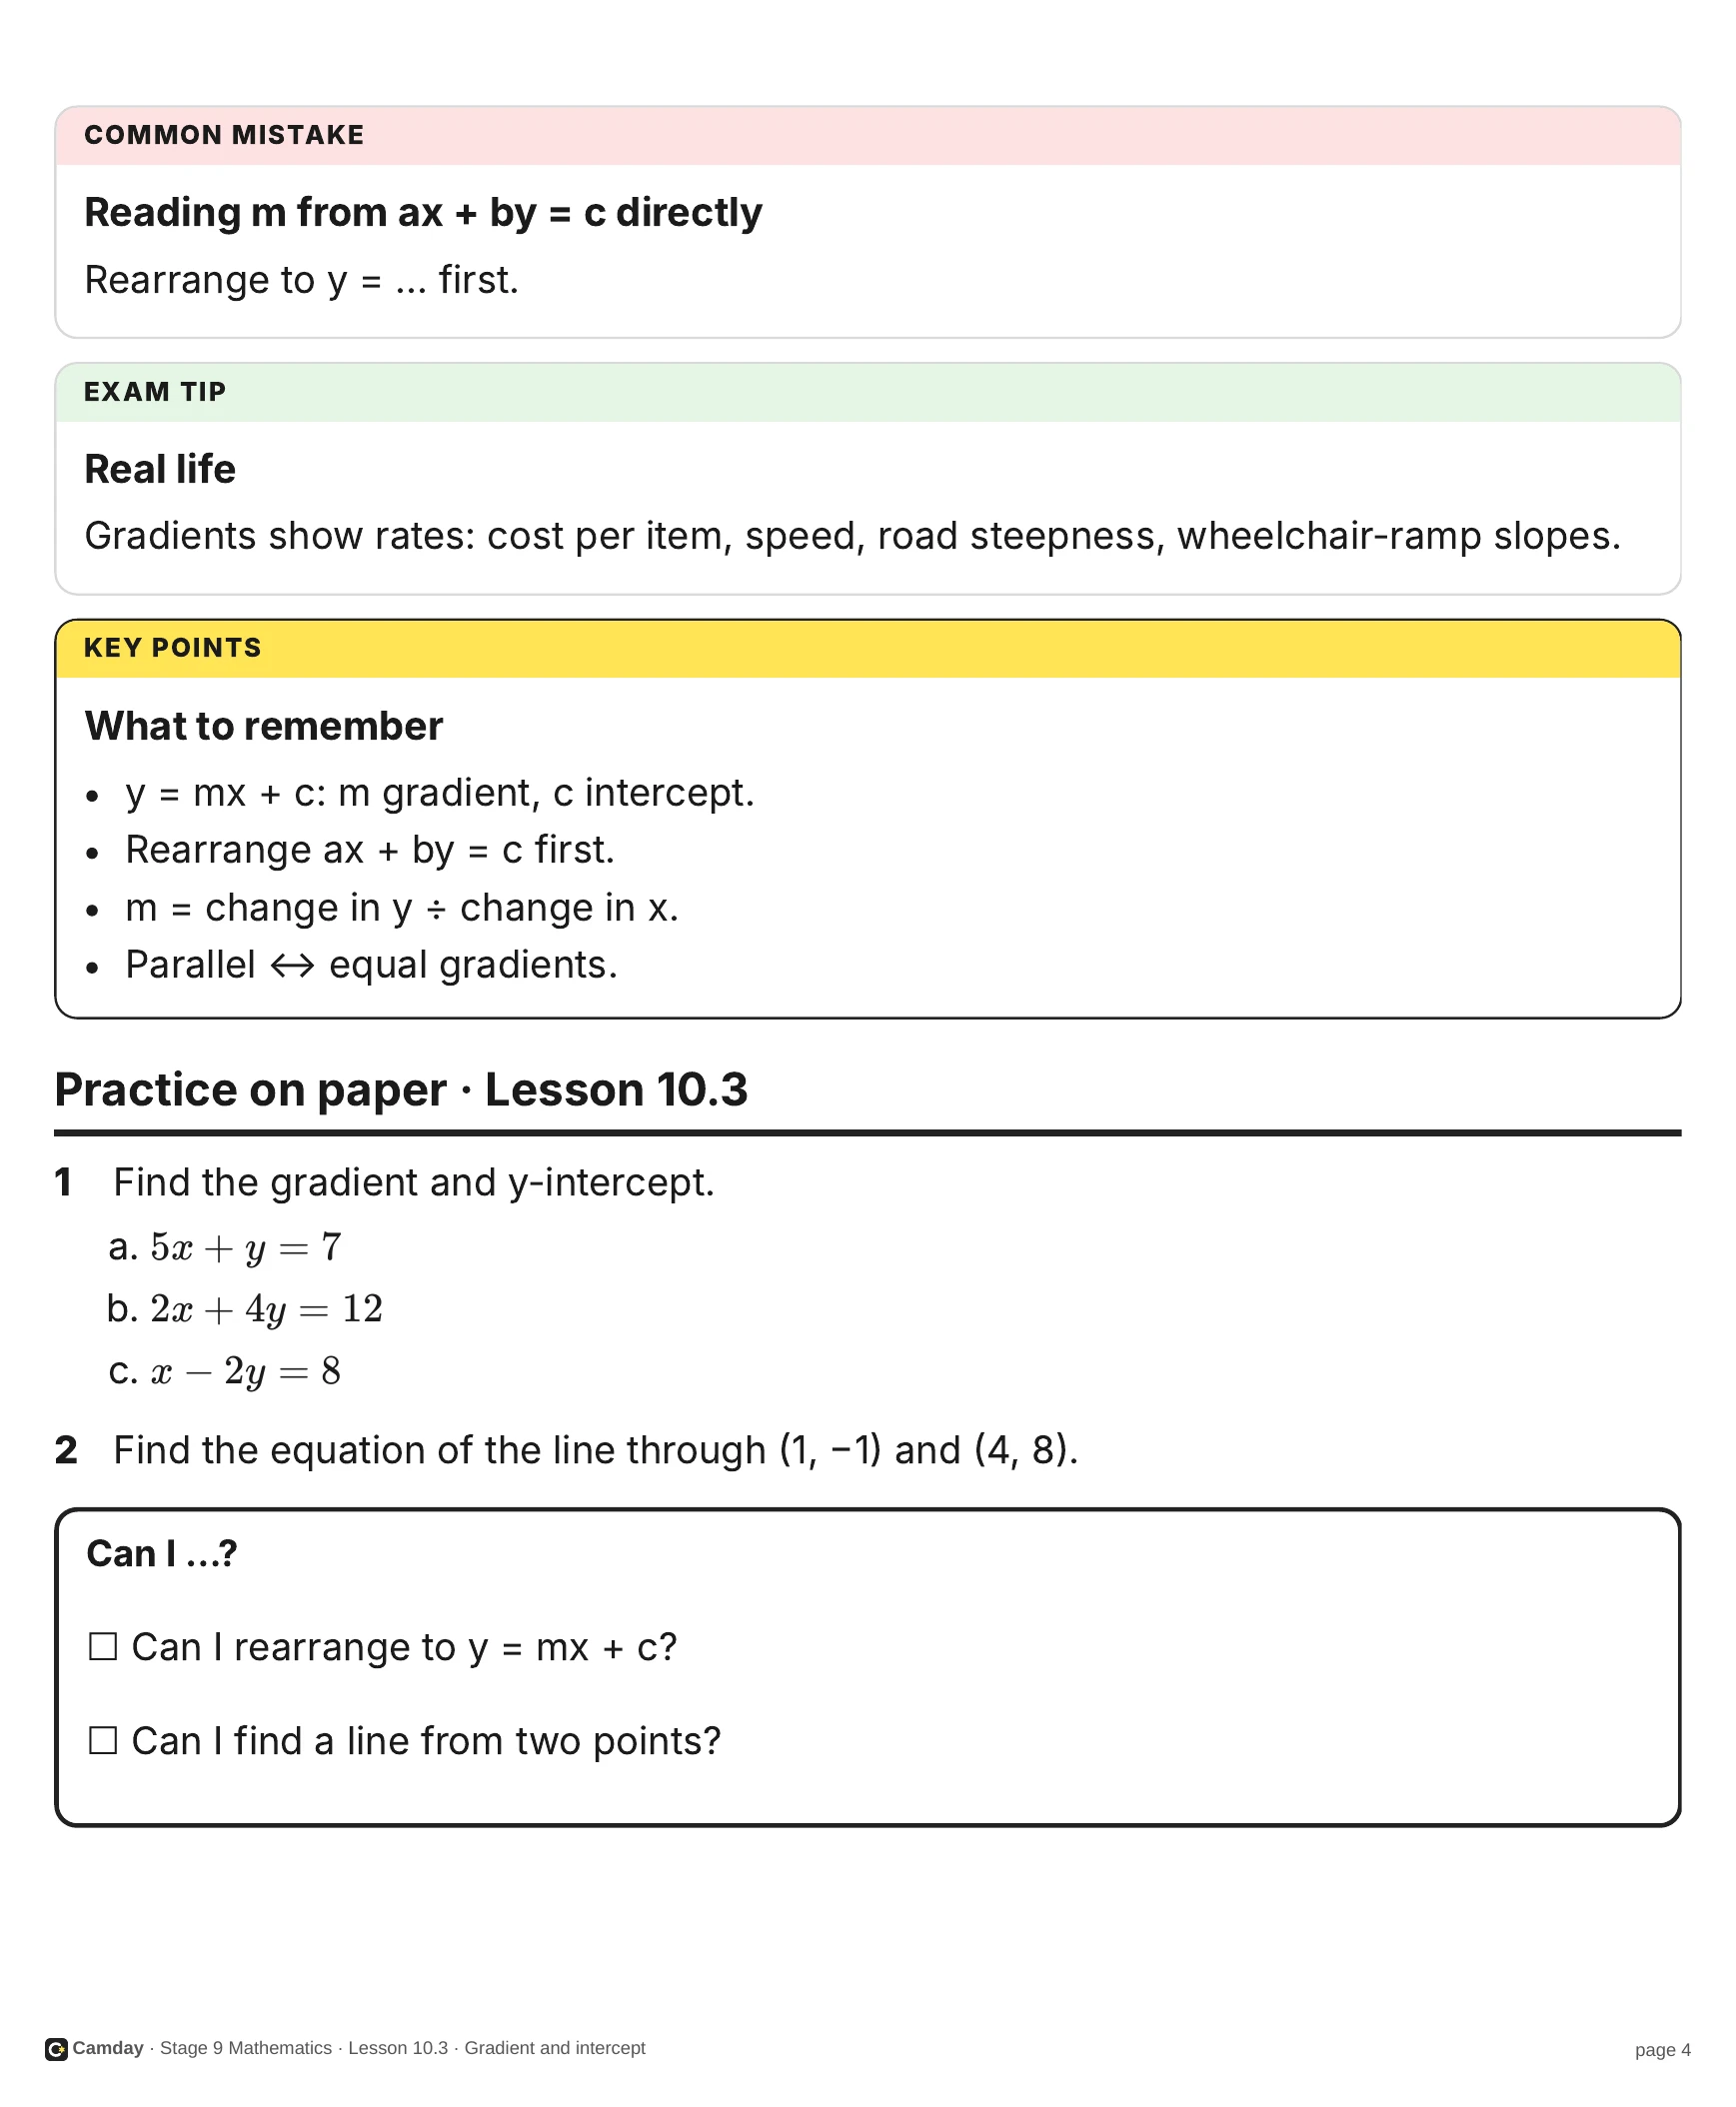 COMMON MISTAKE
Reading m from ax + by = c directly
Rearrange to y = … first.
EXAM TIP
Real life
Gradients show rates: cost per item, speed, road steepness, wheelchair-ramp slopes.
KEY POINTS
What to remember
• y = mx + c: m gradient, c intercept.
• Rearrange ax + by = c first.
• m = change in y ÷ change in x.
• Parallel ↔ equal gradients.
Practice on paper · Lesson 10.3
1 Find the gradient and y-intercept.
a. 5x + y = 7
b. 2x + 4y = 12
c. x − 2y = 8
2 Find the equation of the line through (1, −1) and (4, 8).
Can I …?
☐ Can I rearrange to y = mx + c?
☐ Can I find a line from two points?
Camday · Stage 9 Mathematics · Lesson 10.3 · Gradient and intercept
page 4